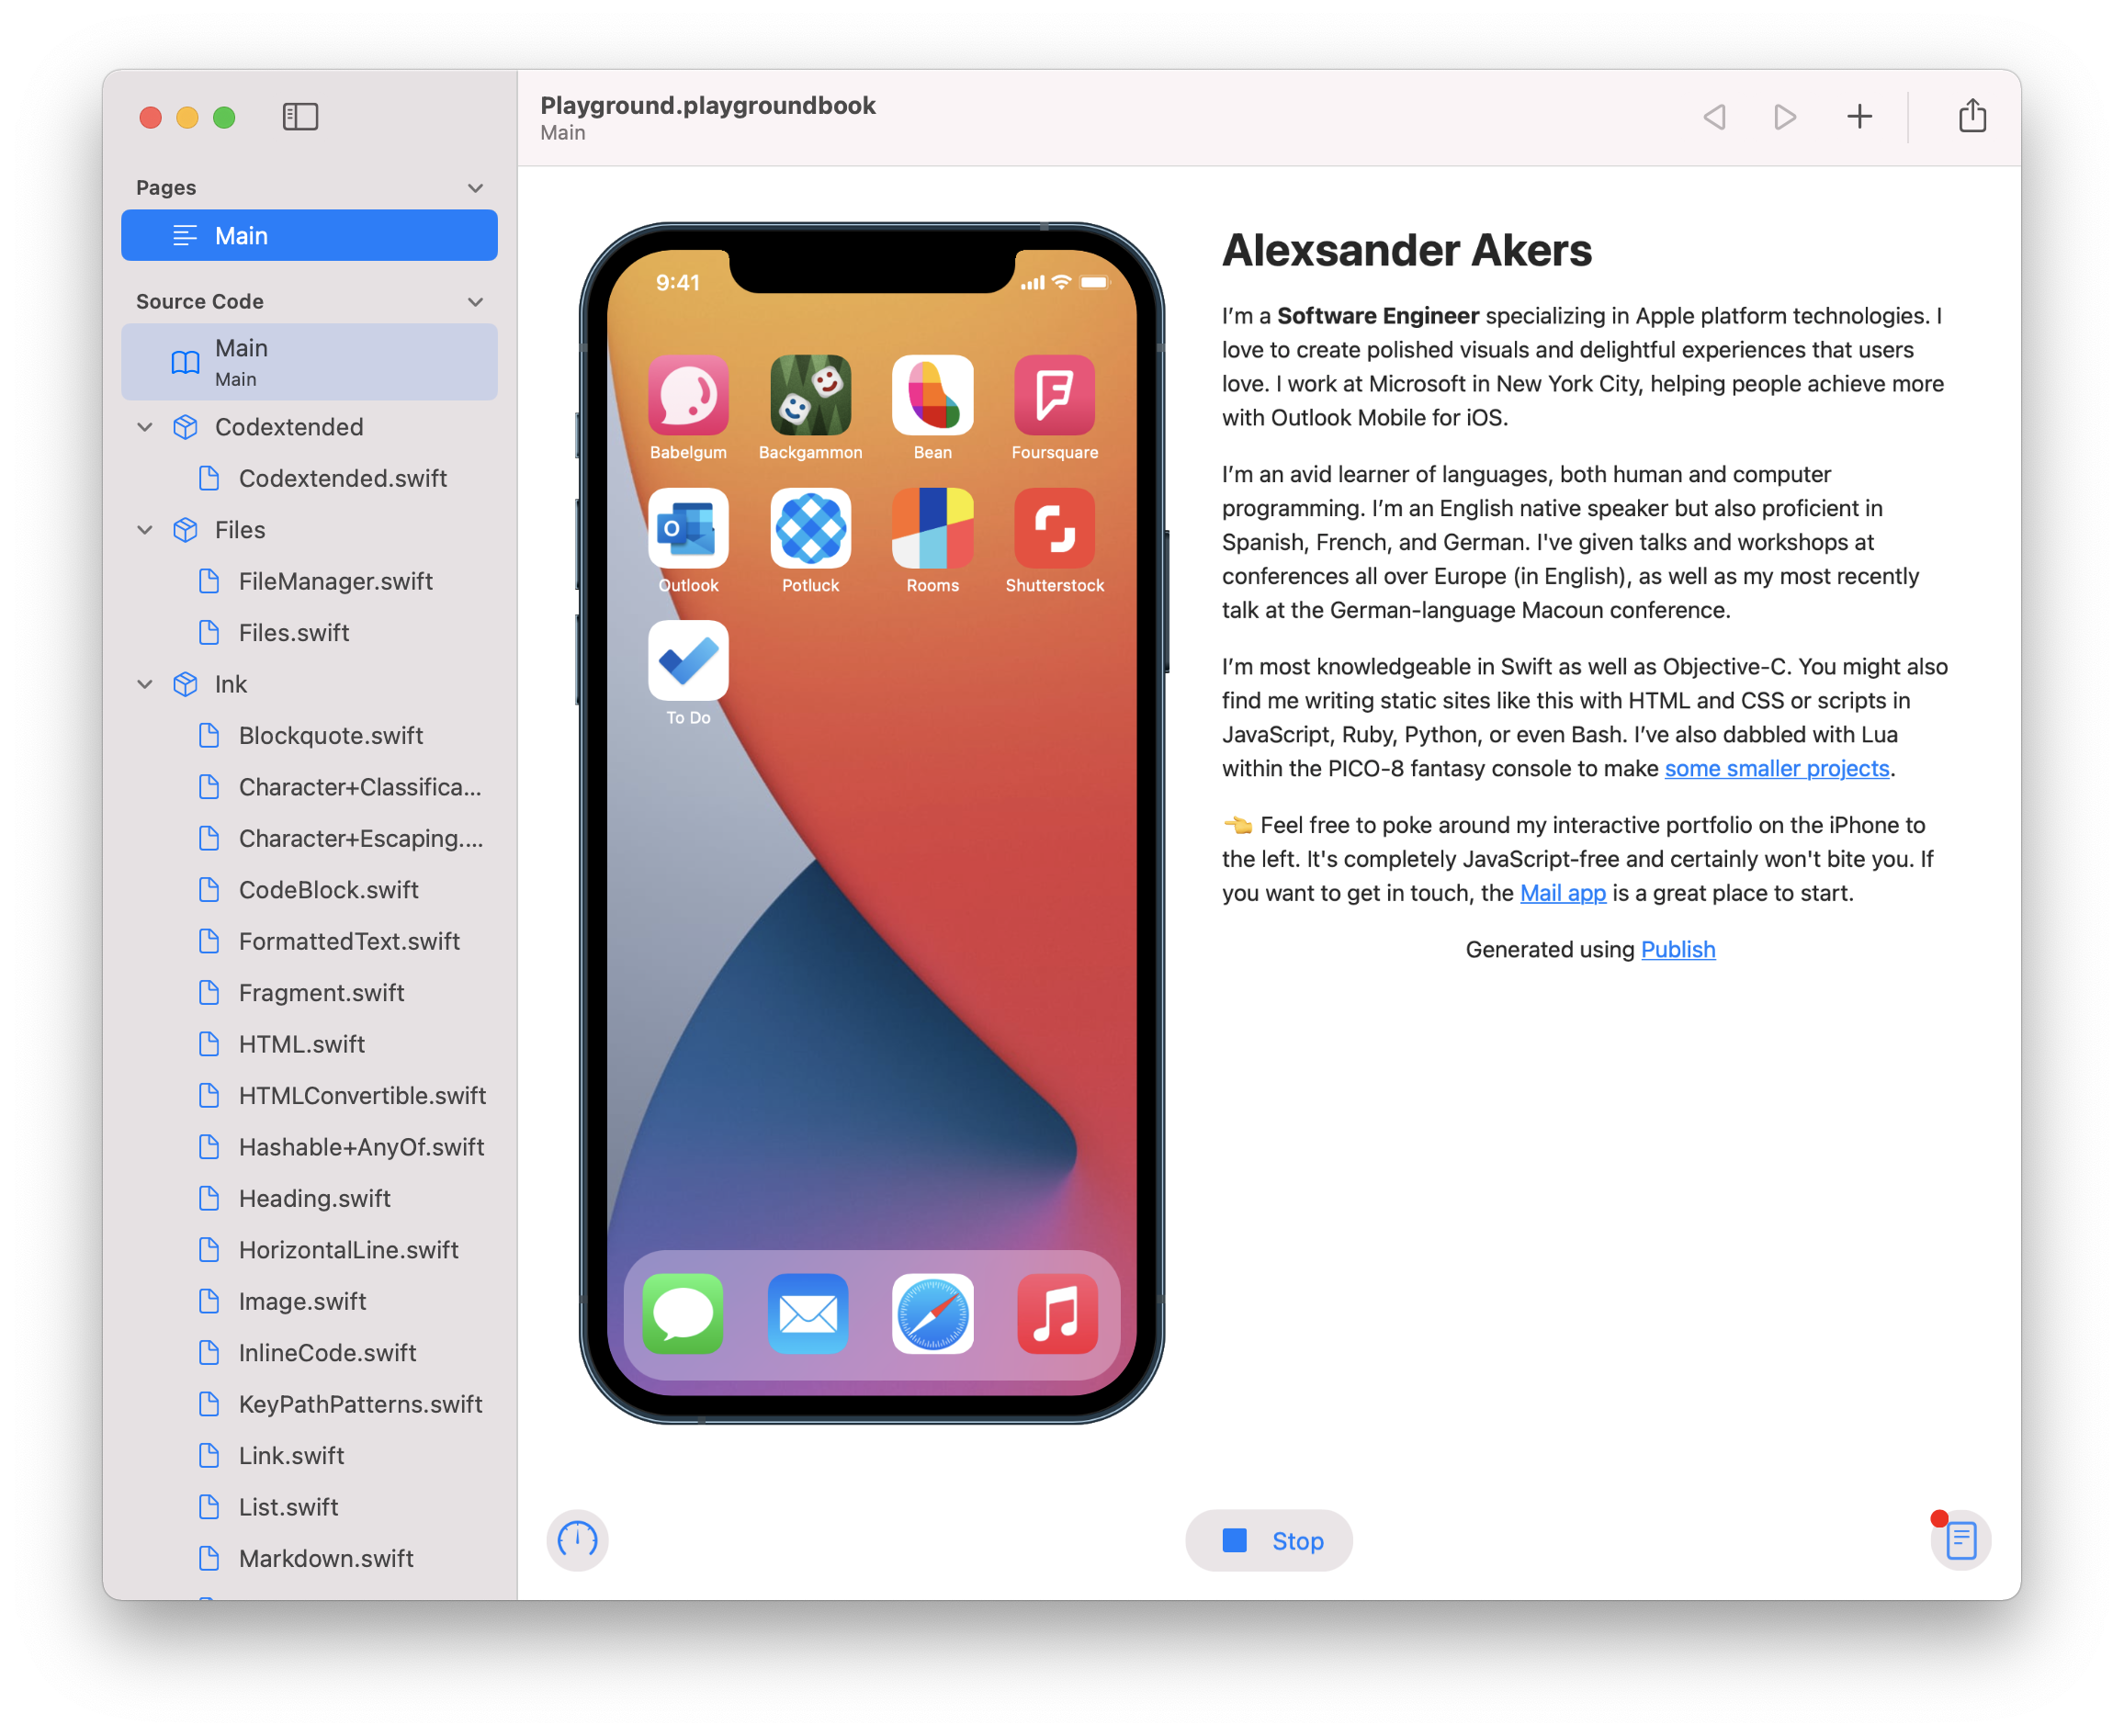 Playground.playgroundbook
Main
Pages
Main
Source Code
Main
Main
Codextended
Codextended.swift
Files
FileManager.swift
Files.swift
Ink
Blockquote.swift
Character+Classifica...
Character+Escaping....
CodeBlock.swift
FormattedText.swift
Fragment.swift
HTML.swift
HTMLConvertible.swift
Hashable+AnyOf.swift
Heading.swift
HorizontalLine.swift
Image.swift
InlineCode.swift
KeyPathPatterns.swift
Link.swift
List.swift
Markdown.swift
9:41
Babelgum
Backgammon
Bean
Foursquare
Outlook
Potluck
Rooms
Shutterstock
To Do
Alexsander Akers
I’m a Software Engineer specializing in Apple platform technologies. I
love to create polished visuals and delightful experiences that users
love. I work at Microsoft in New York City, helping people achieve more
with Outlook Mobile for iOS.
I’m an avid learner of languages, both human and computer
programming. I’m an English native speaker but also proficient in
Spanish, French, and German. I've given talks and workshops at
conferences all over Europe (in English), as well as my most recently
talk at the German-language Macoun conference.
I’m most knowledgeable in Swift as well as Objective-C. You might also
find me writing static sites like this with HTML and CSS or scripts in
JavaScript, Ruby, Python, or even Bash. I’ve also dabbled with Lua
within the PICO-8 fantasy console to make some smaller projects.
👈 Feel free to poke around my interactive portfolio on the iPhone to
the left. It's completely JavaScript-free and certainly won't bite you. If
you want to get in touch, the Mail app is a great place to start.
Generated using Publish
Stop